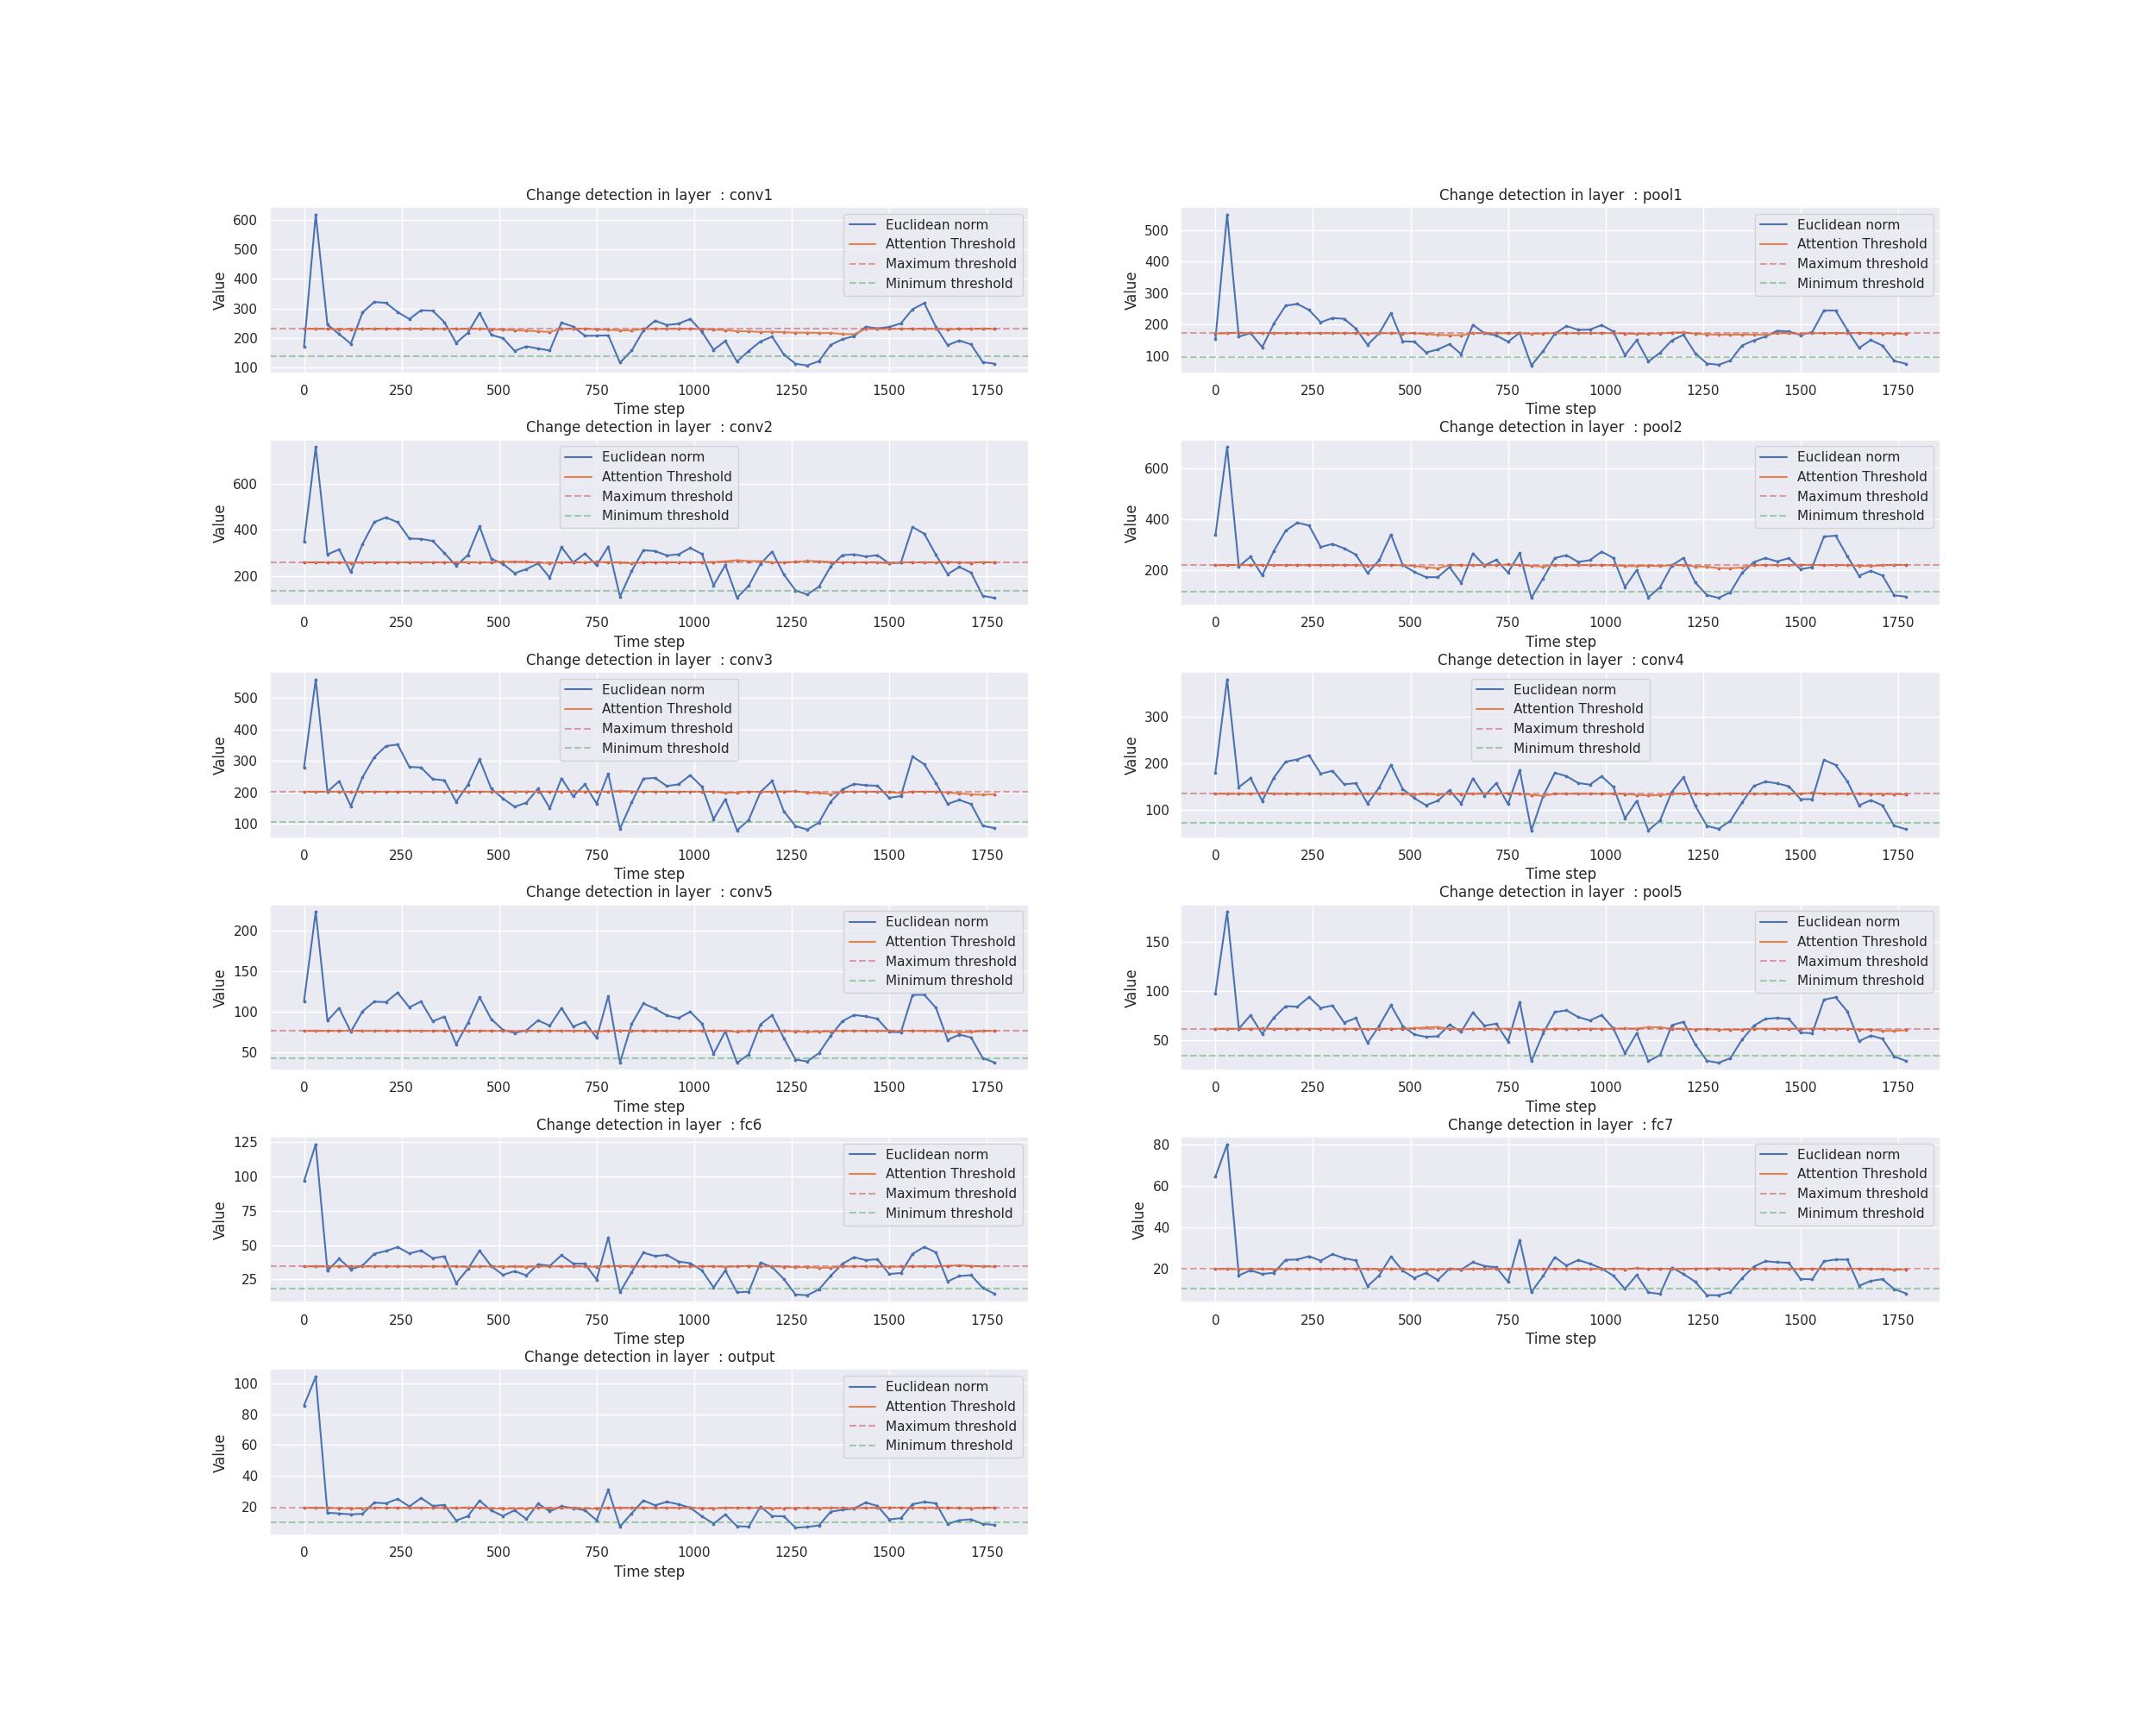 Change detection in layer : conv1
Value
600
500
400
300
200
100
Euclidean norm
Attention Threshold
Maximum threshold
Minimum threshold
0 250 500 750 1000 1250 1500 1750
Time step
Change detection in layer : pool1
Value
500
400
300
200
100
Euclidean norm
Attention Threshold
Maximum threshold
Minimum threshold
0 250 500 750 1000 1250 1500 1750
Time step
Change detection in layer : conv2
Value
600
400
200
Euclidean norm
Attention Threshold
Maximum threshold
Minimum threshold
0 250 500 750 1000 1250 1500 1750
Time step
Change detection in layer : pool2
Value
600
400
200
Euclidean norm
Attention Threshold
Maximum threshold
Minimum threshold
0 250 500 750 1000 1250 1500 1750
Time step
Change detection in layer : conv3
Value
500
400
300
200
100
Euclidean norm
Attention Threshold
Maximum threshold
Minimum threshold
0 250 500 750 1000 1250 1500 1750
Time step
Change detection in layer : conv4
Value
300
200
100
Euclidean norm
Attention Threshold
Maximum threshold
Minimum threshold
0 250 500 750 1000 1250 1500 1750
Time step
Change detection in layer : conv5
Value
200
150
100
50
Euclidean norm
Attention Threshold
Maximum threshold
Minimum threshold
0 250 500 750 1000 1250 1500 1750
Time step
Change detection in layer : pool5
Value
150
100
50
Euclidean norm
Attention Threshold
Maximum threshold
Minimum threshold
0 250 500 750 1000 1250 1500 1750
Time step
Change detection in layer : fc6
Value
125
100
75
50
25
Euclidean norm
Attention Threshold
Maximum threshold
Minimum threshold
0 250 500 750 1000 1250 1500 1750
Time step
Change detection in layer : fc7
Value
80
60
40
20
Euclidean norm
Attention Threshold
Maximum threshold
Minimum threshold
0 250 500 750 1000 1250 1500 1750
Time step
Change detection in layer : output
Value
100
80
60
40
20
Euclidean norm
Attention Threshold
Maximum threshold
Minimum threshold
0 250 500 750 1000 1250 1500 1750
Time step